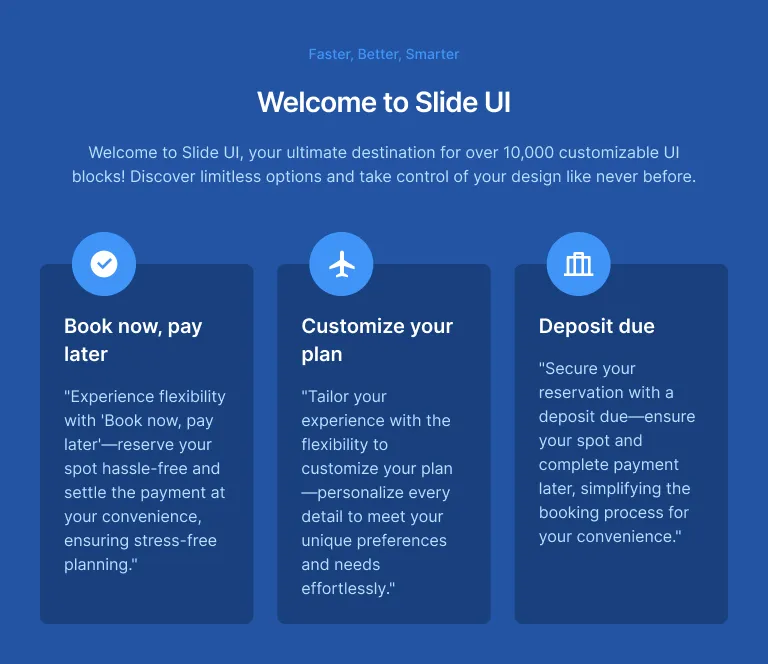 Faster, Better, Smarter
Welcome to Slide UI
Welcome to Slide UI, your ultimate destination for over 10,000 customizable UI
blocks! Discover limitless options and take control of your design like never before.
Book now, pay
later
"Experience flexibility
with 'Book now, pay
later'—reserve your
spot hassle-free and
settle the payment at
your convenience,
ensuring stress-free
planning."
Customize your
plan
"Tailor your
experience with the
flexibility to
customize your plan
—personalize every
detail to meet your
unique preferences
and needs
effortlessly."
Deposit due
"Secure your
reservation with a
deposit due—ensure
your spot and
complete payment
later, simplifying the
booking process for
your convenience."